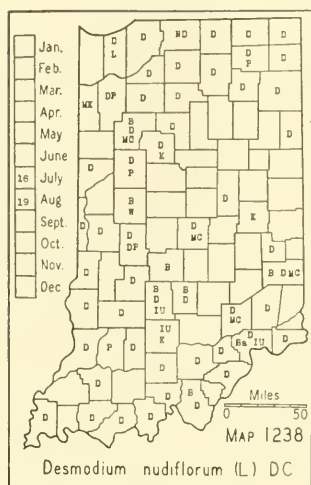 Jan.
Feb.
Mar.
Apr.
May
June
16 July
19 Aug
Sept.
Oct.
Nov.
Dec
D D D ND D D D
L D D D D P D
MK DP D D D
B
D D
MC D
D K
D
P
D
B
W D K
D MC
D D DP D
D B B D MC
B B
D D
D D IU D D
MC D
IU D Ba IU D
D P D K D D
D D D
D B
D D D D D D
Miles
0 50
MAP 1238
Desmodium nudiflorum (L) DC